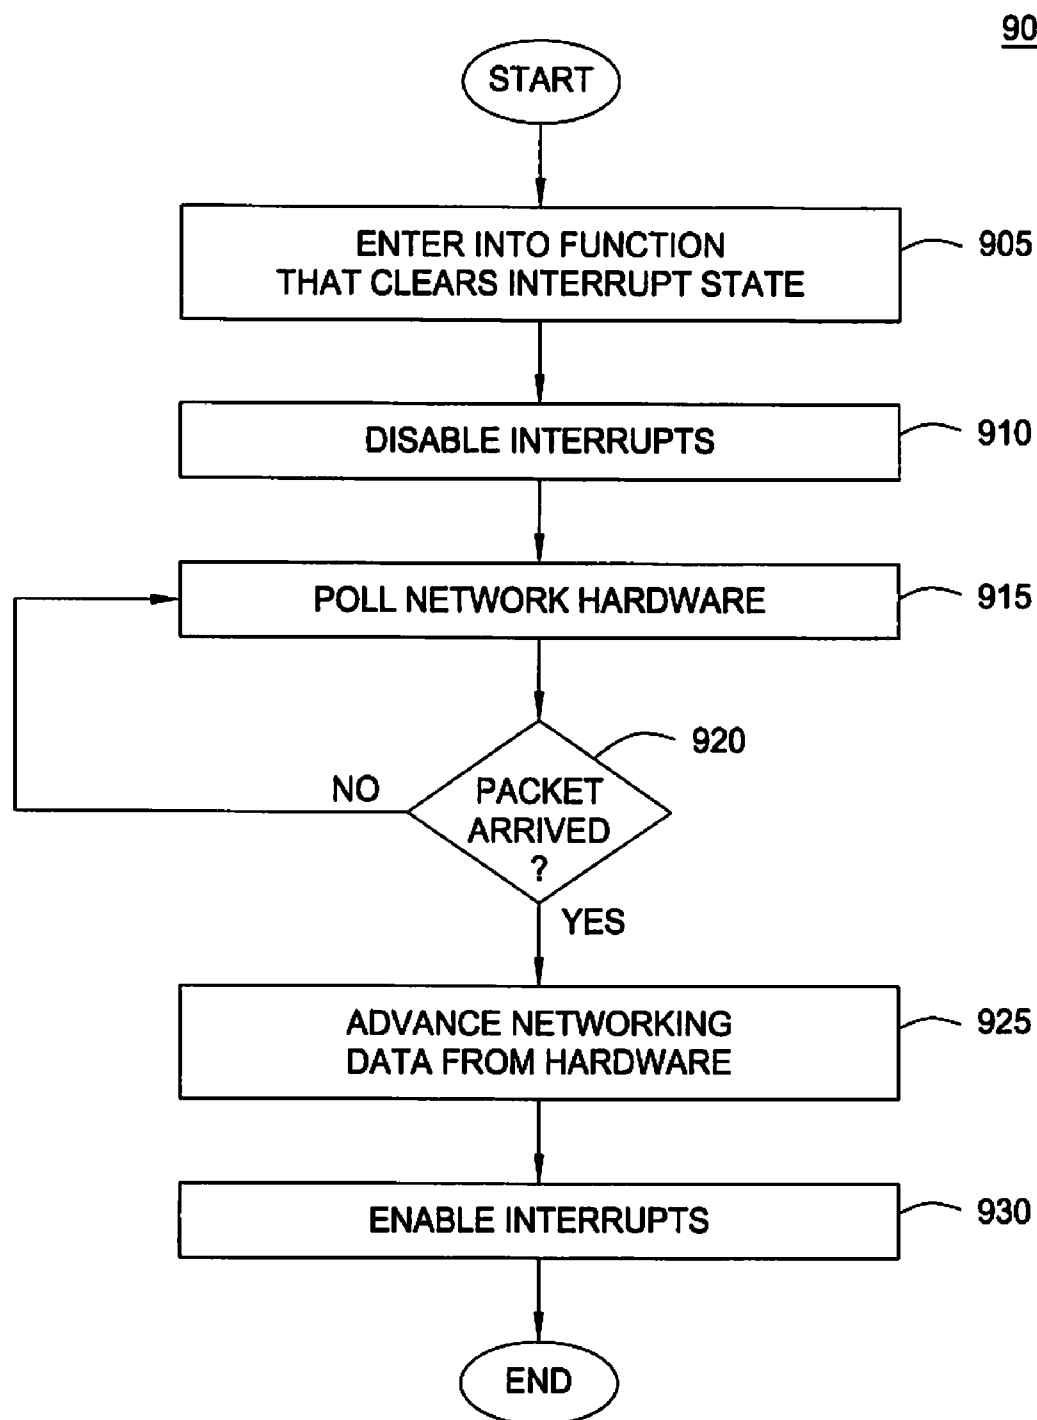 90
START
ENTER INTO FUNCTION
THAT CLEARS INTERRUPT STATE
905
DISABLE INTERRUPTS
910
POLL NETWORK HARDWARE
915
920
NO
PACKET
ARRIVED
?
YES
ADVANCE NETWORKING
DATA FROM HARDWARE
925
ENABLE INTERRUPTS
930
END